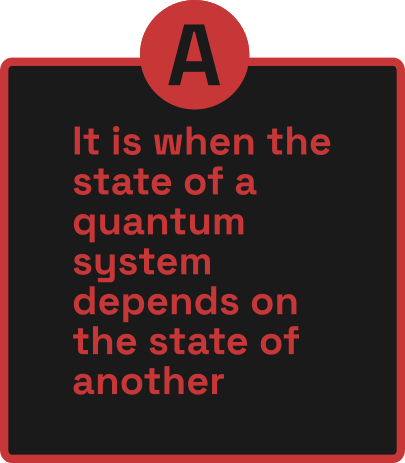 A
It is when the
state of a
quantum
system
depends on
the state of
another